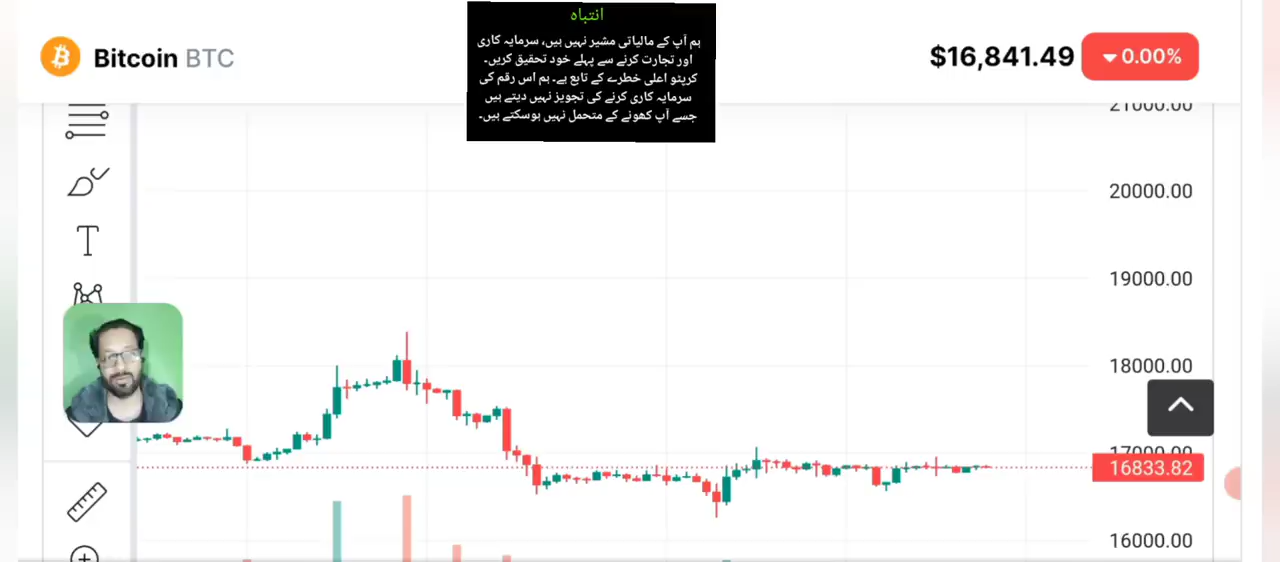 انتباہ
ہم آپ کے مالیاتی مشیر نہیں ہیں، سرمایہ کاری
اور تجارت کرنے سے پہلے خود تحقیق کریں۔
کرپٹو اعلی خطرے کے تابع ہے۔ ہم اس رقم کی
سرمایہ کاری کرنے کی تجویز نہیں دیتے ہیں
جسے آپ کھونے کے متحمل نہیں ہوسکتے ہیں۔
Bitcoin BTC
$16,841.49
0.00%
21000.00
20000.00
19000.00
18000.00
17000.00
16833.82
16000.00
T